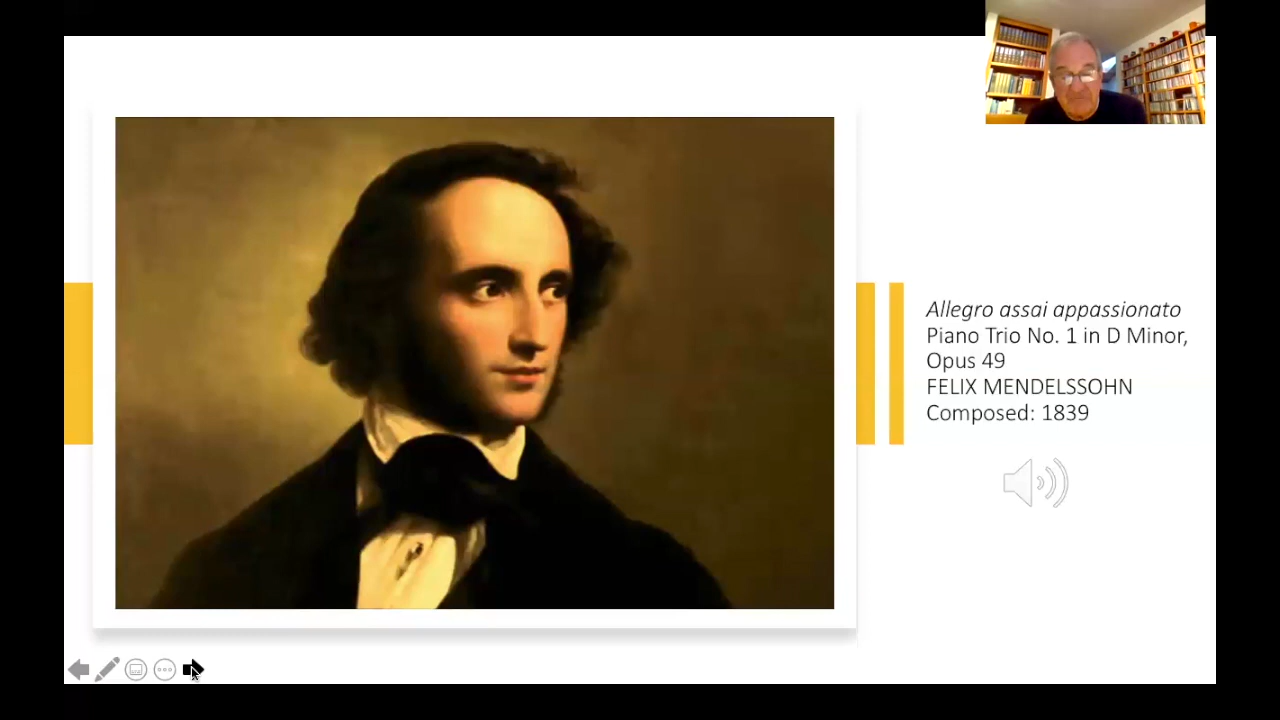 Allegro assai appassionato
Piano Trio No. 1 in D Minor,
Opus 49
FELIX MENDELSSOHN
Composed: 1839